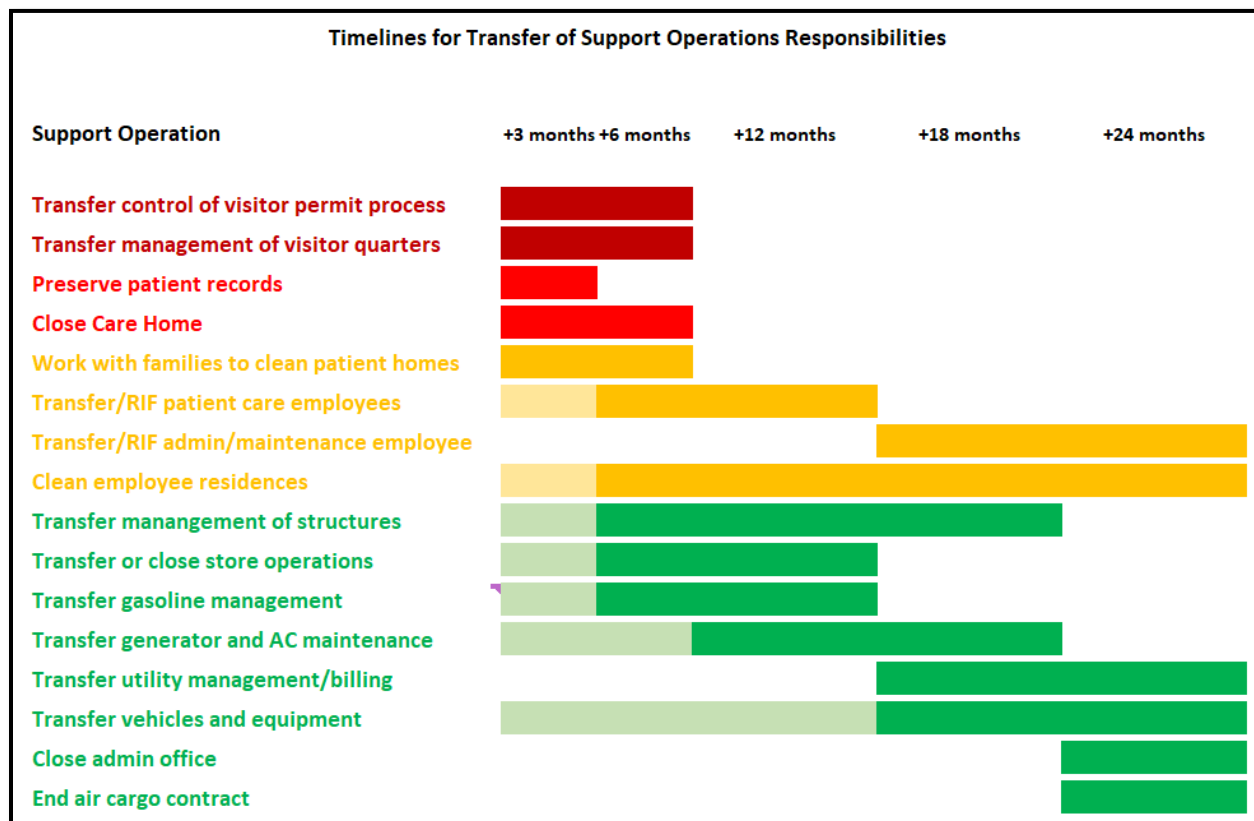 Timelines for Transfer of Support Operations Responsibilities
Support Operation +3 months +6 months +12 months +18 months +24 months
Transfer control of visitor permit process
Transfer management of visitor quarters
Preserve patient records
Close Care Home
Work with families to clean patient homes
Transfer/RIF patient care employees
Transfer/RIF admin/maintenance employee
Clean employee residences
Transfer manangement of structures
Transfer or close store operations
Transfer gasoline management
Transfer generator and AC maintenance
Transfer utility management/billing
Transfer vehicles and equipment
Close admin office
End air cargo contract